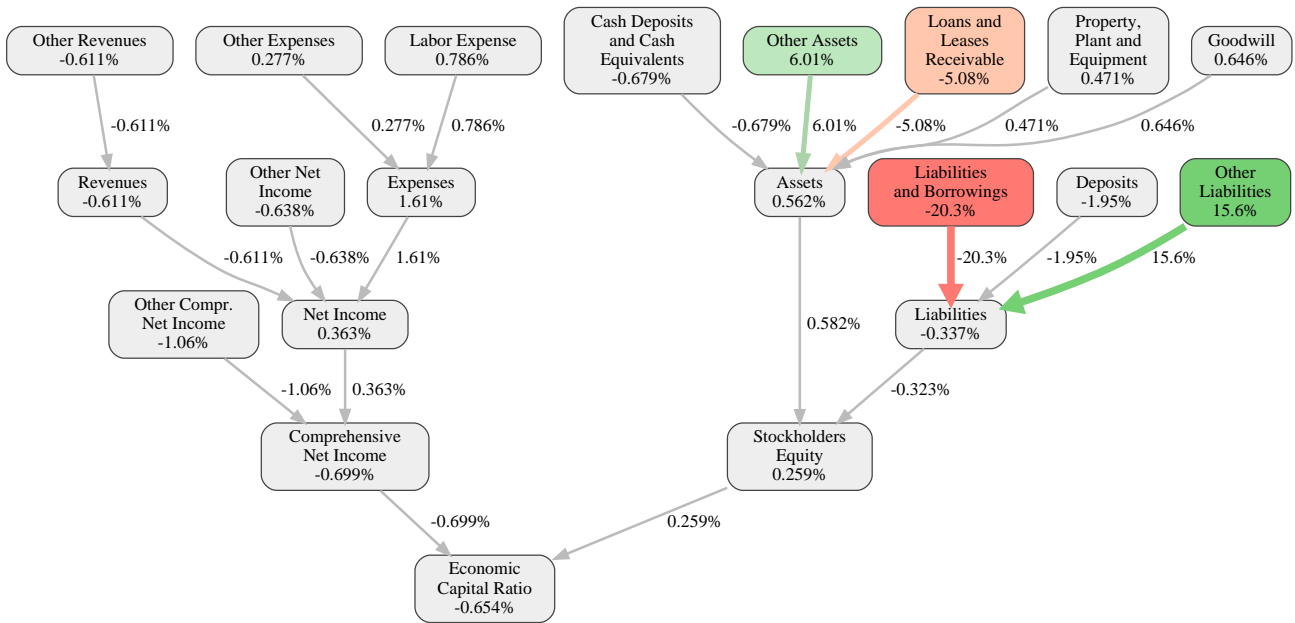 Other Revenues
-0.611%
Other Expenses
0.277%
Labor Expense
0.786%
Cash Deposits
and Cash
Equivalents
-0.679%
Other Assets
6.01%
Loans and
Leases
Receivable
-5.08%
Property,
Plant and
Equipment
0.471%
Goodwill
0.646%
-0.611%
0.277%
0.786%
-0.679%
6.01%
-5.08%
0.471%
0.646%
Revenues
-0.611%
Other Net
Income
-0.638%
Expenses
1.61%
Assets
0.562%
Liabilities
and Borrowings
-20.3%
Deposits
-1.95%
Other
Liabilities
15.6%
-0.611%
-0.638%
1.61%
-20.3%
-1.95%
15.6%
Other Compr.
Net Income
-1.06%
Net Income
0.363%
0.582%
Liabilities
-0.337%
-1.06%
0.363%
-0.323%
Comprehensive
Net Income
-0.699%
Stockholders
Equity
0.259%
-0.699%
0.259%
Economic
Capital Ratio
-0.654%